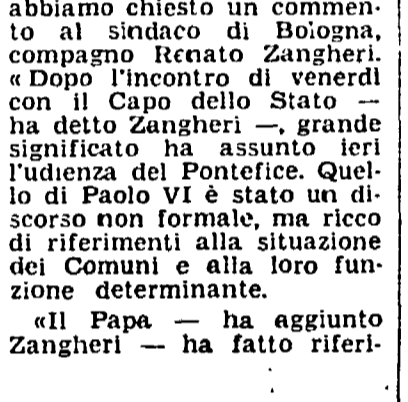 abbiamo chiesto un commen-
to al sindaco di Bologna,
compagno Renato Zangheri.
« Dopo l'incontro di venerdì
con il Capo dello Stato —
ha detto Zangheri —, grande
significato ha assunto ieri
l'udienza del Pontefice. Quel-
lo di Paolo VI è stato un di-
scorso non formale, ma ricco
di riferimenti alla situazione
dei Comuni e alla loro fun-
zione determinante.
«Il Papa — ha aggiunto
Zangheri — ha fatto riferi-